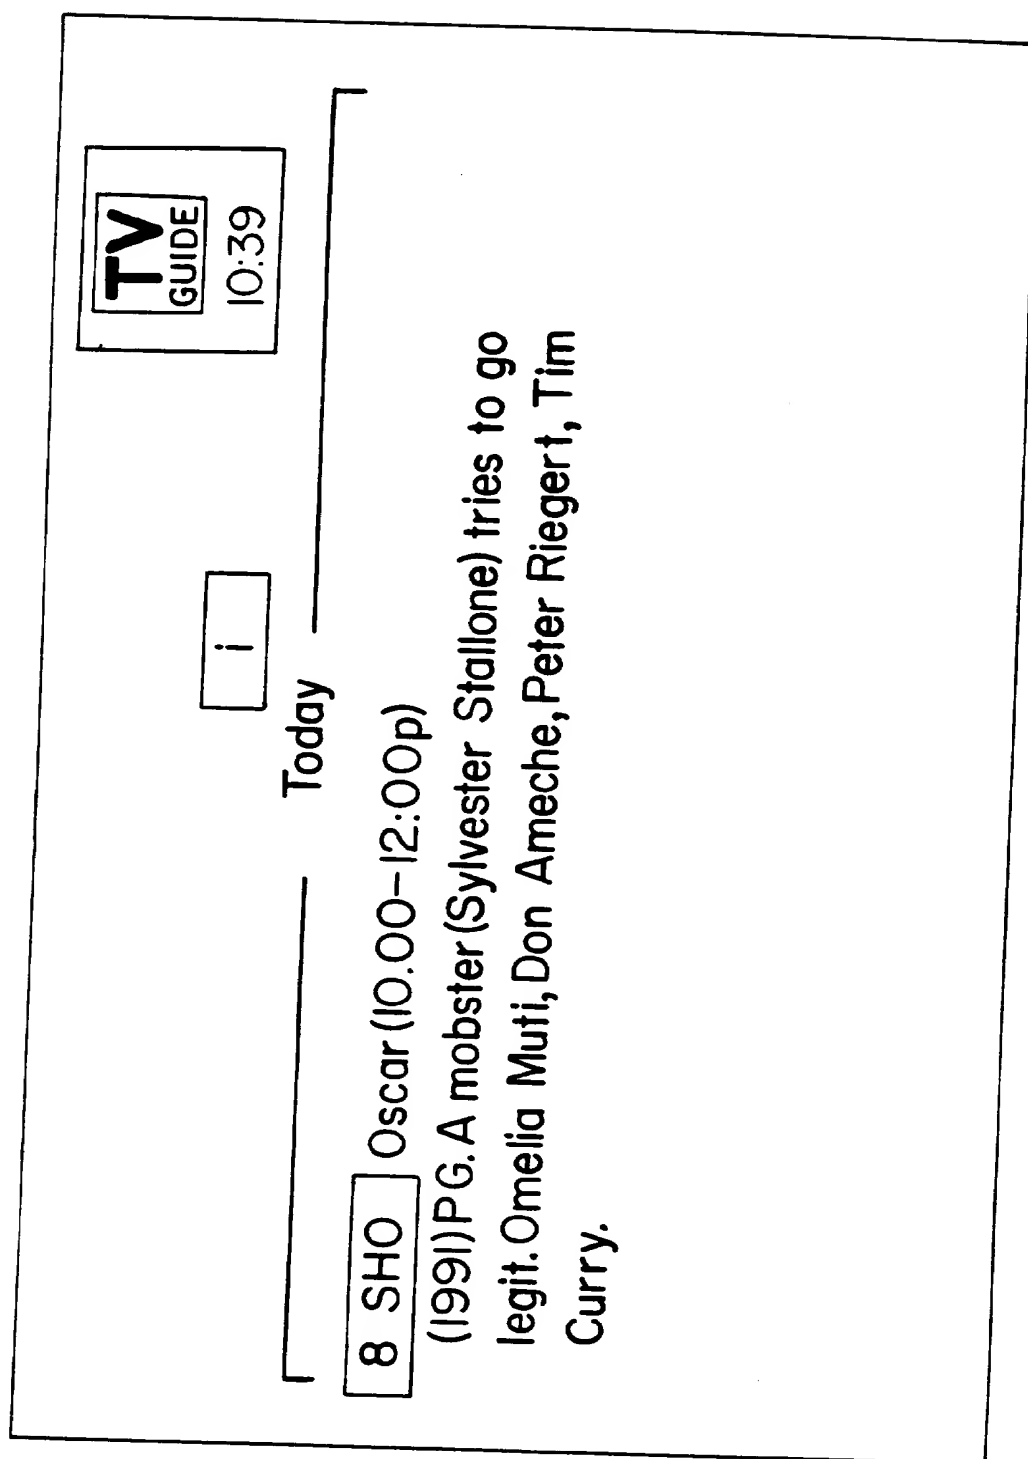 TV
GUIDE
10:39
i
Today
8 SHO Oscar (10.00-12:00p)
(1991) PG. A mobster (Sylvester Stallone) tries to go
legit. Omelia Muti, Don Ameche, Peter Riegert, Tim
Curry.